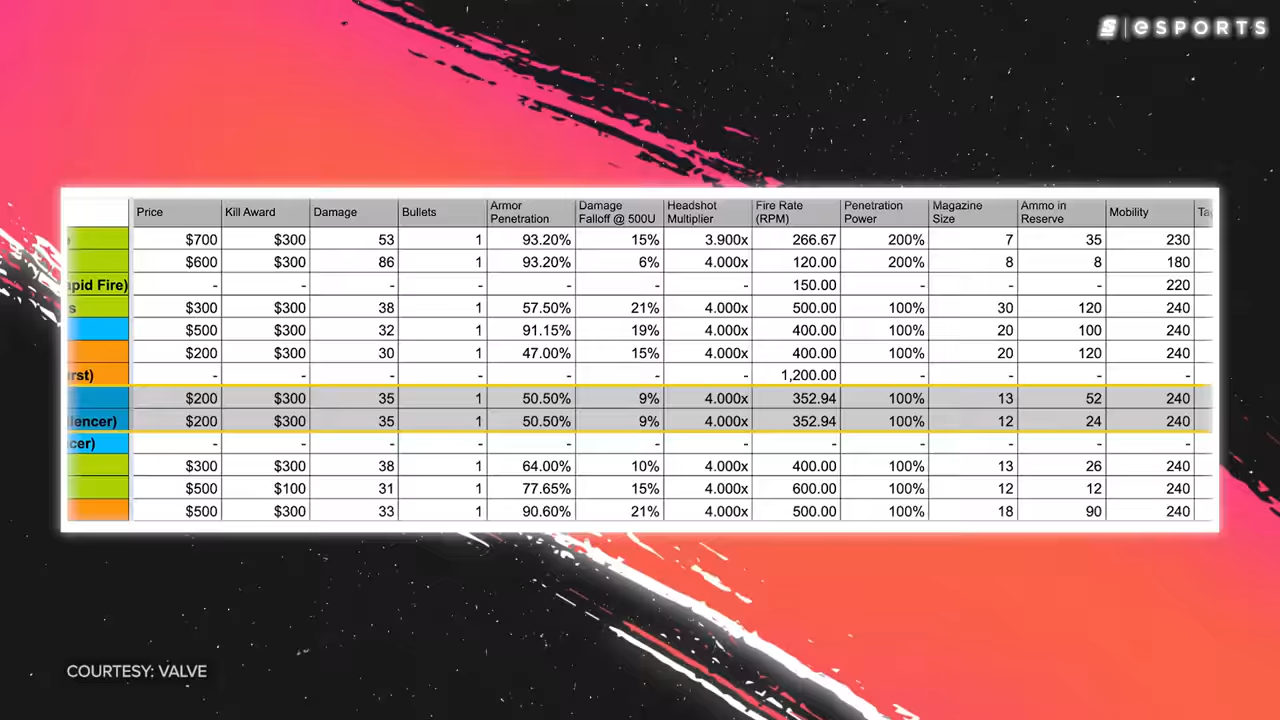 eSPORTS
Price Kill Award Damage Bullets Armor Penetration Damage Falloff @ 500U Headshot Multiplier Fire Rate (RPM) Penetration Power Magazine Size Ammo in Reserve Mobility
$700 $300 53 1 93.20% 15% 3.900x 266.67 200% 7 35 230
$600 $300 86 1 93.20% 6% 4.000x 120.00 200% 8 8 180
apid Fire) - - - - - - - 150.00 - - - 220
s $300 $300 38 1 57.50% 21% 4.000x 500.00 100% 30 120 240
$500 $300 32 1 91.15% 19% 4.000x 400.00 100% 20 100 240
$200 $300 30 1 47.00% 15% 4.000x 400.00 100% 20 120 240
rst) - - - - - - - 1,200.00 - - - -
$200 $300 35 1 50.50% 9% 4.000x 352.94 100% 13 52 240
lencer) $200 $300 35 1 50.50% 9% 4.000x 352.94 100% 12 24 240
cer) - - - - - - - - - - - -
$300 $300 38 1 64.00% 10% 4.000x 400.00 100% 13 26 240
$500 $100 31 1 77.65% 15% 4.000x 600.00 100% 12 12 240
$500 $300 33 1 90.60% 21% 4.000x 500.00 100% 18 90 240
COURTESY: VALVE